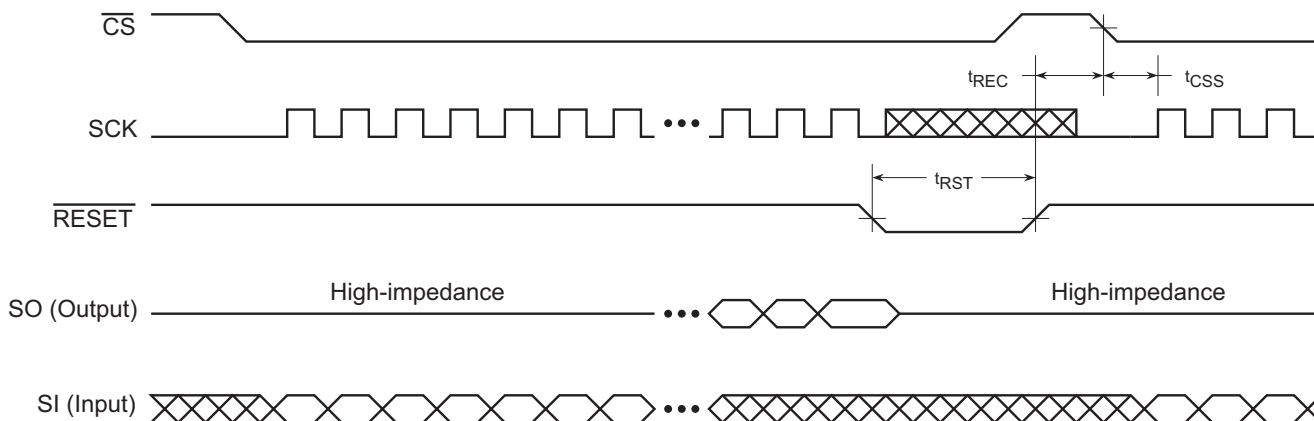 CS
tREC
tCSS
SCK
tRST
RESET
High-impedance
High-impedance
SO (Output)
SI (Input)